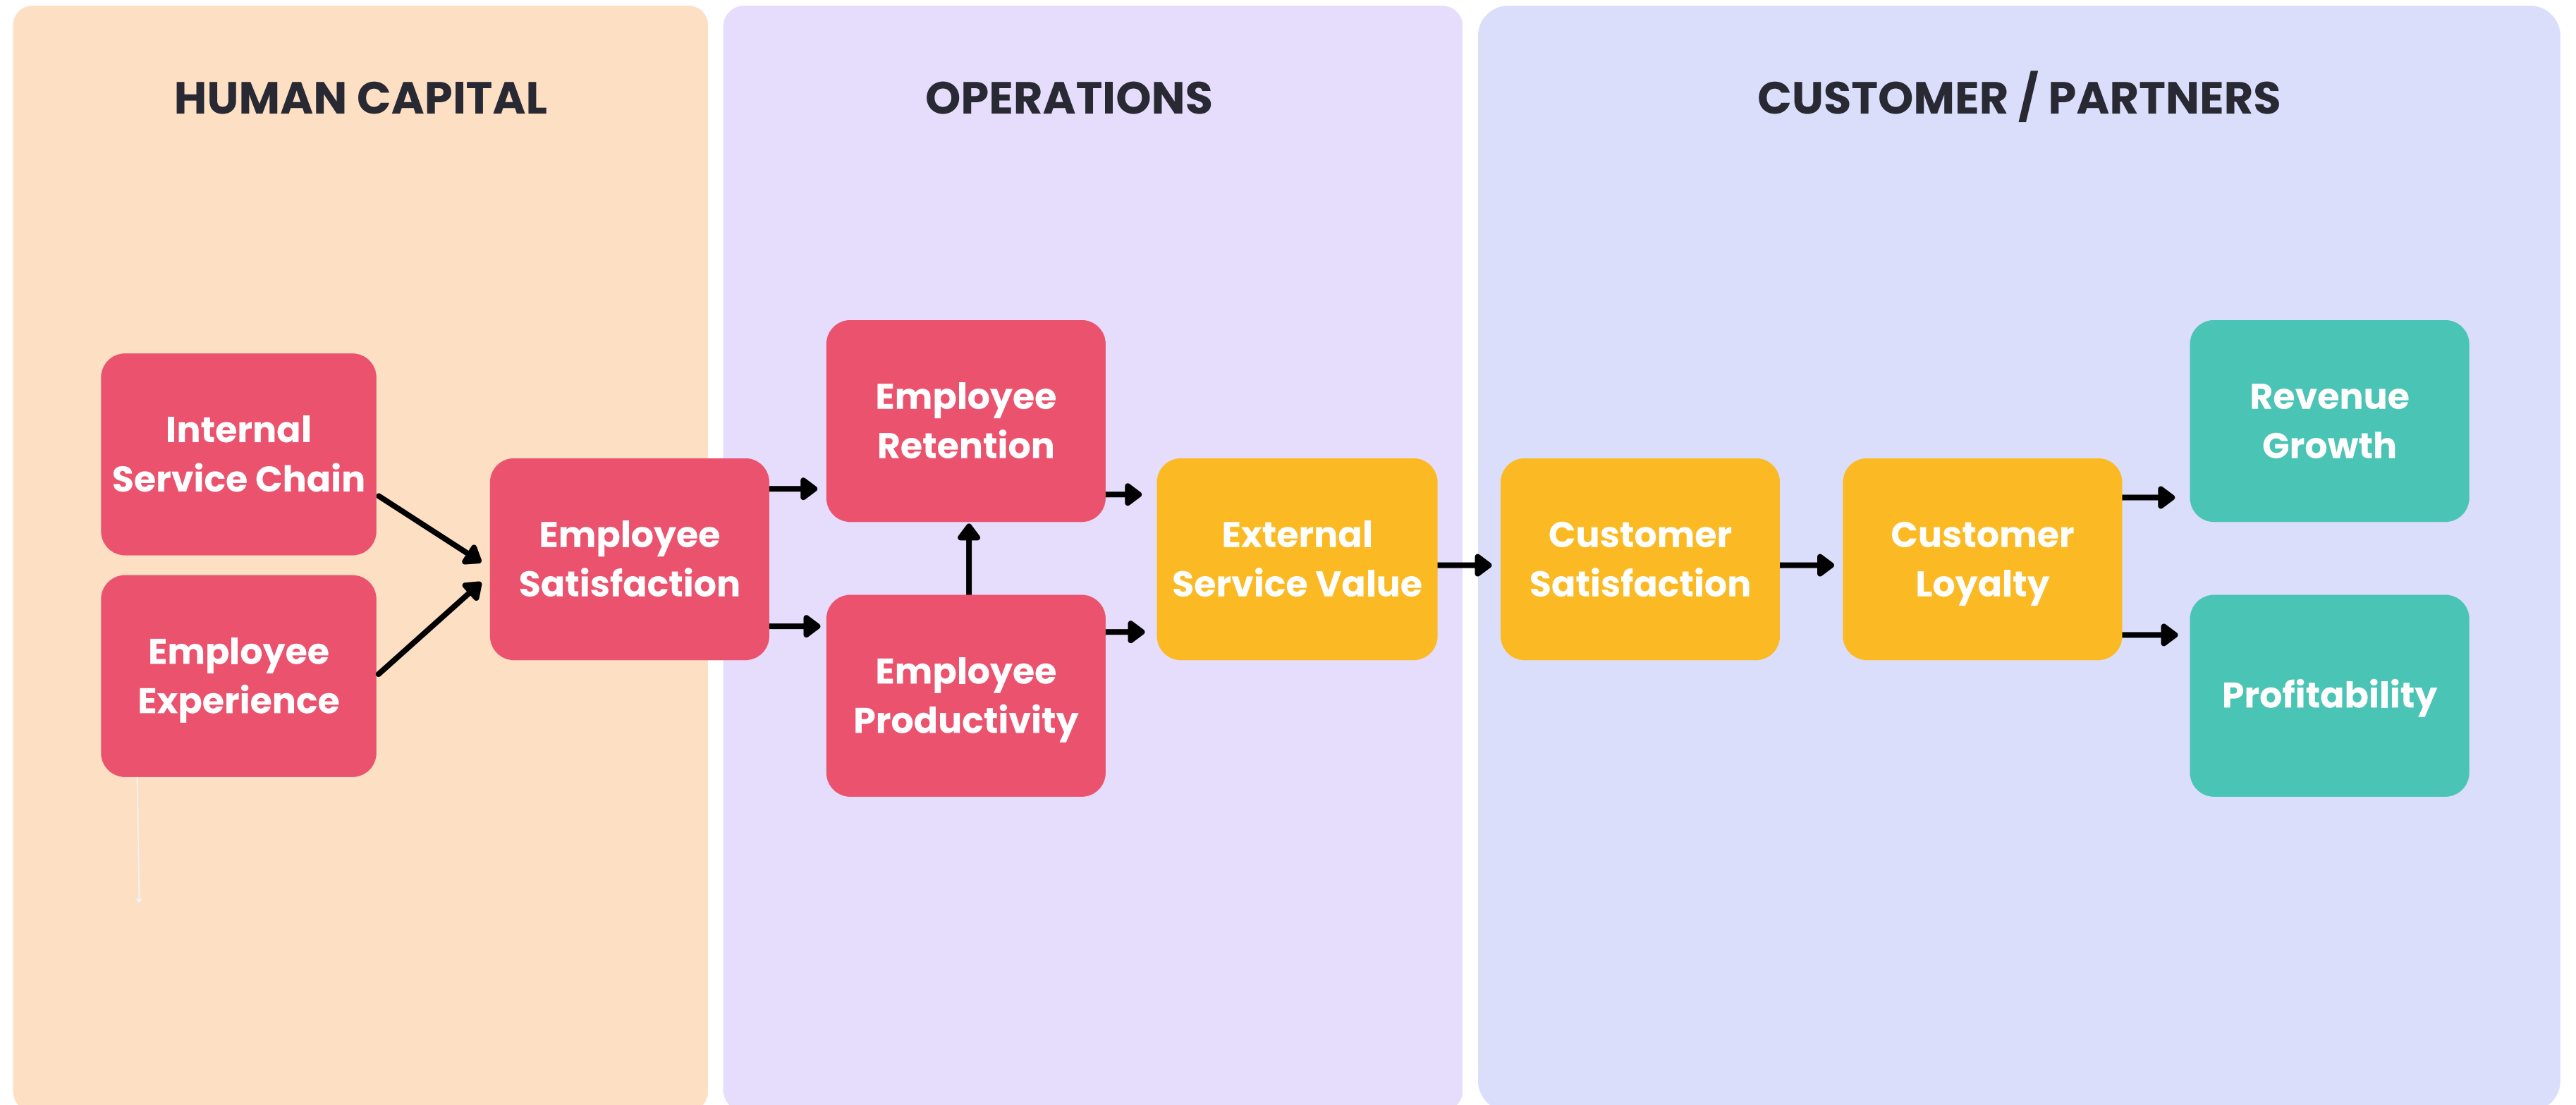 HUMAN CAPITAL
OPERATIONS
CUSTOMER / PARTNERS
Internal
Service Chain
Employee
Experience
Employee
Satisfaction
Employee
Retention
Employee
Productivity
External
Service Value
Customer
Satisfaction
Customer
Loyalty
Revenue
Growth
Profitability